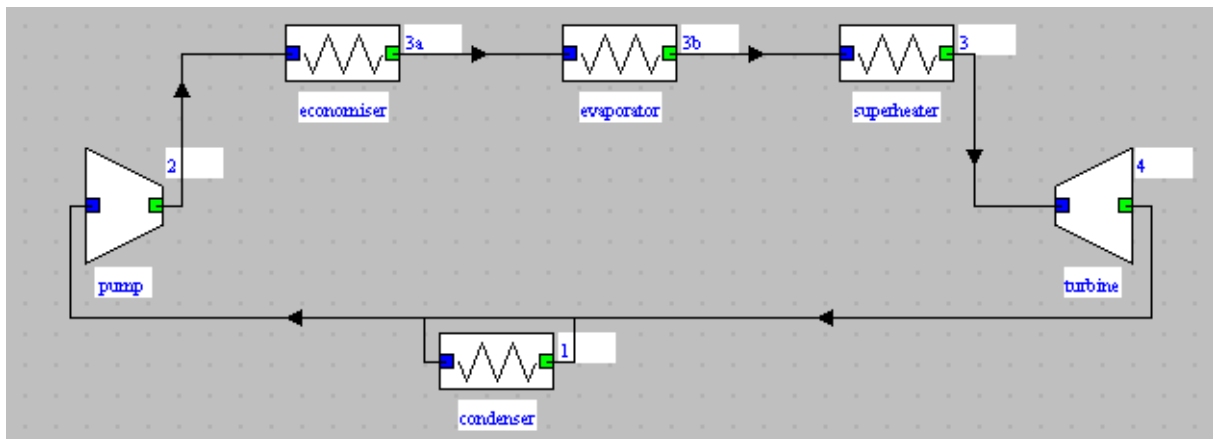 3a
3b
3
economiser
evaporator
superheater
2
4
pump
turbine
1
condenser